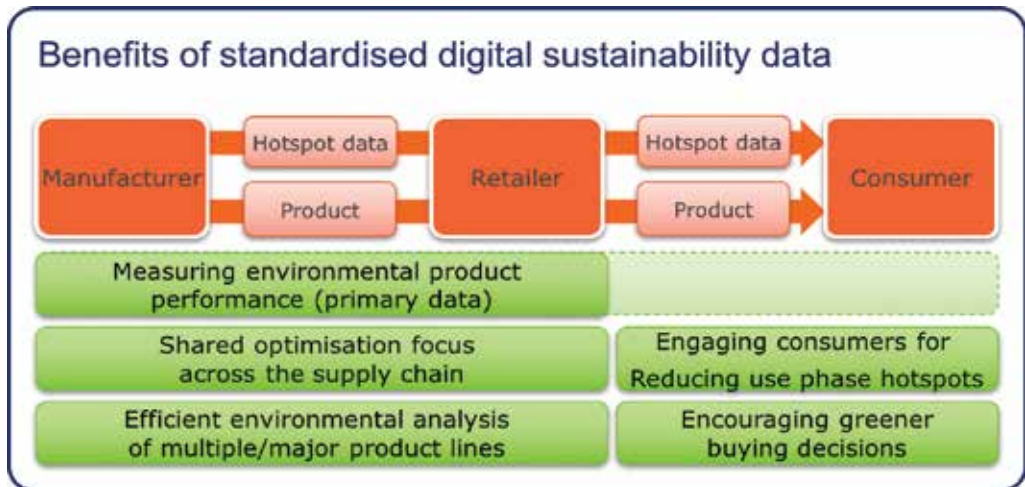 Benefits of standardised digital sustainability data
Manufacturer
Hotspot data
Product
Retailer
Hotspot data
Product
Consumer
Measuring environmental product
performance (primary data)
Shared optimisation focus
across the supply chain
Engaging consumers for
Reducing use phase hotspots
Efficient environmental analysis
of multiple/major product lines
Encouraging greener
buying decisions